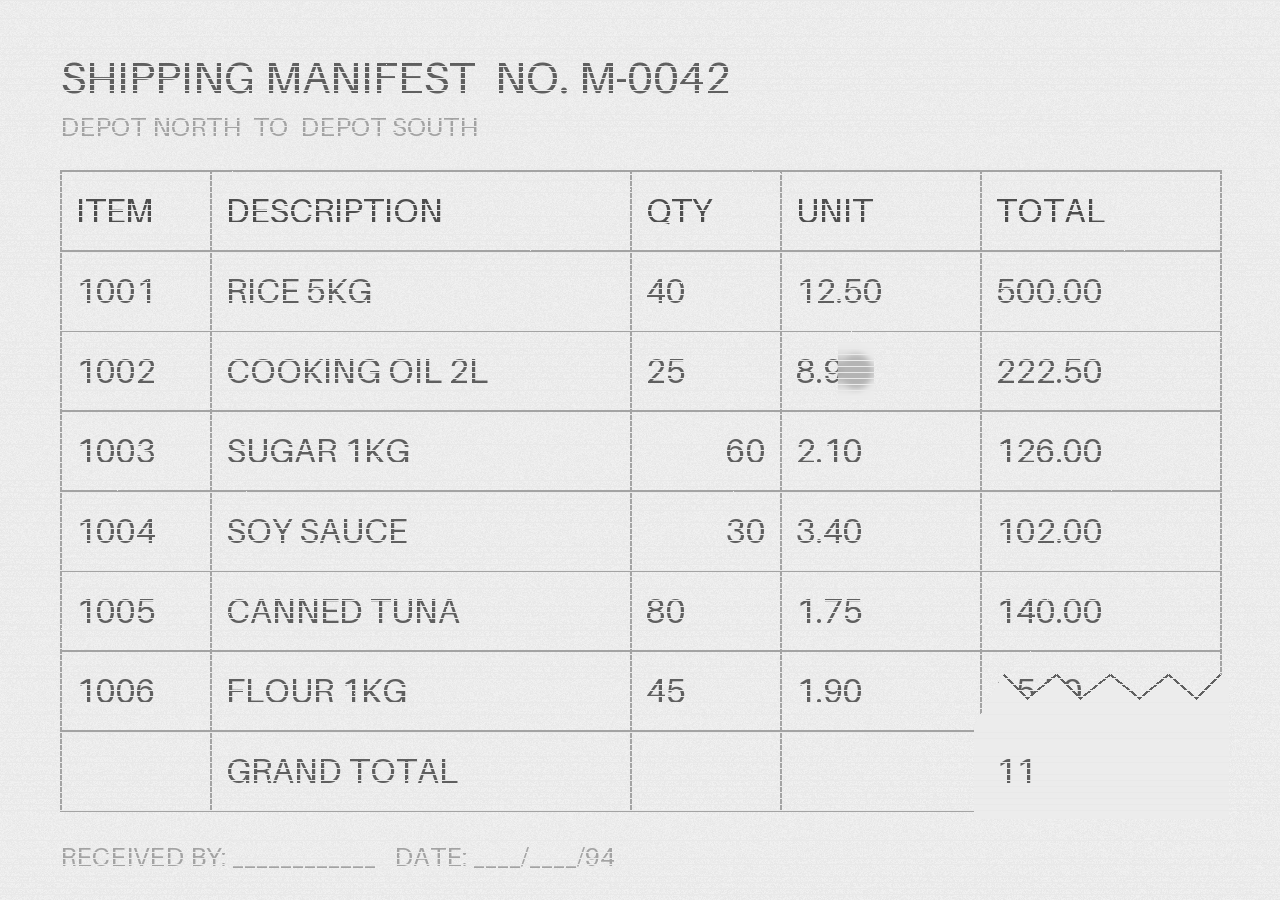 SHIPPING MANIFEST NO. M-0042
DEPOT NORTH TO DEPOT SOUTH
ITEM DESCRIPTION QTY UNIT TOTAL
1001 RICE 5KG 40 12.50 500.00
1002 COOKING OIL 2L 25 222.50
1003 SUGAR 1KG 60 2.10 126.00
1004 SOY SAUCE 30 3.40 102.00
1005 CANNED TUNA 80 1.75 140.00
1006 FLOUR 1KG 45 1.90
GRAND TOTAL 11
RECEIVED BY: ___________ DATE: ____/____/94